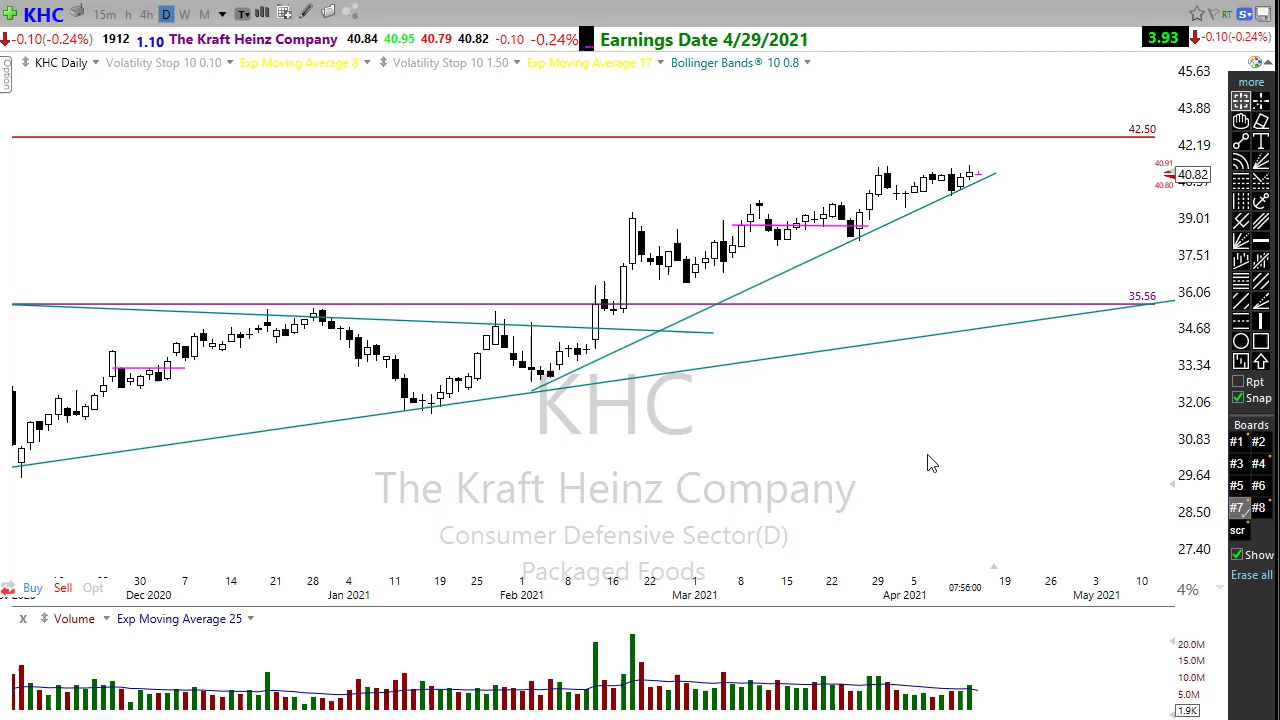 KHC 15m h 4h D W M T RT S
-0.10(-0.24%) 1912 1.10 The Kraft Heinz Company 40.84 40.95 40.79 40.82 -0.10 -0.24% Earnings Date 4/29/2021 3.93 -0.10(-0.24%)
Option
KHC Daily Volatility Stop 10 0.10 Exp Moving Average 8 Volatility Stop 10 1.50 Exp Moving Average 17 Bollinger Bands® 10 0.8
45.63
more
43.88
42.50
42.19
40.91
40.82
40.80
39.01
37.51
35.56
36.06
34.68
33.34
32.06
30.83
29.64
28.50
27.40
KHC
The Kraft Heinz Company
Consumer Defensive Sector(D)
Packaged Foods
Rpt
Snap
Boards
#1 #2
#3 #4
#5 #6
#7 #8
scr
Show
Erase all
30 7 14 21 28 4 11 19 25 1 8 16 22 1 8 15 22 29 5 07:56:00 19 26 3 10
Dec 2020 Jan 2021 Feb 2021 Mar 2021 Apr 2021 May 2021
Buy Sell Opt
4%
X Volume Exp Moving Average 25
20.0M
15.0M
10.0M
5.0M
1.9K